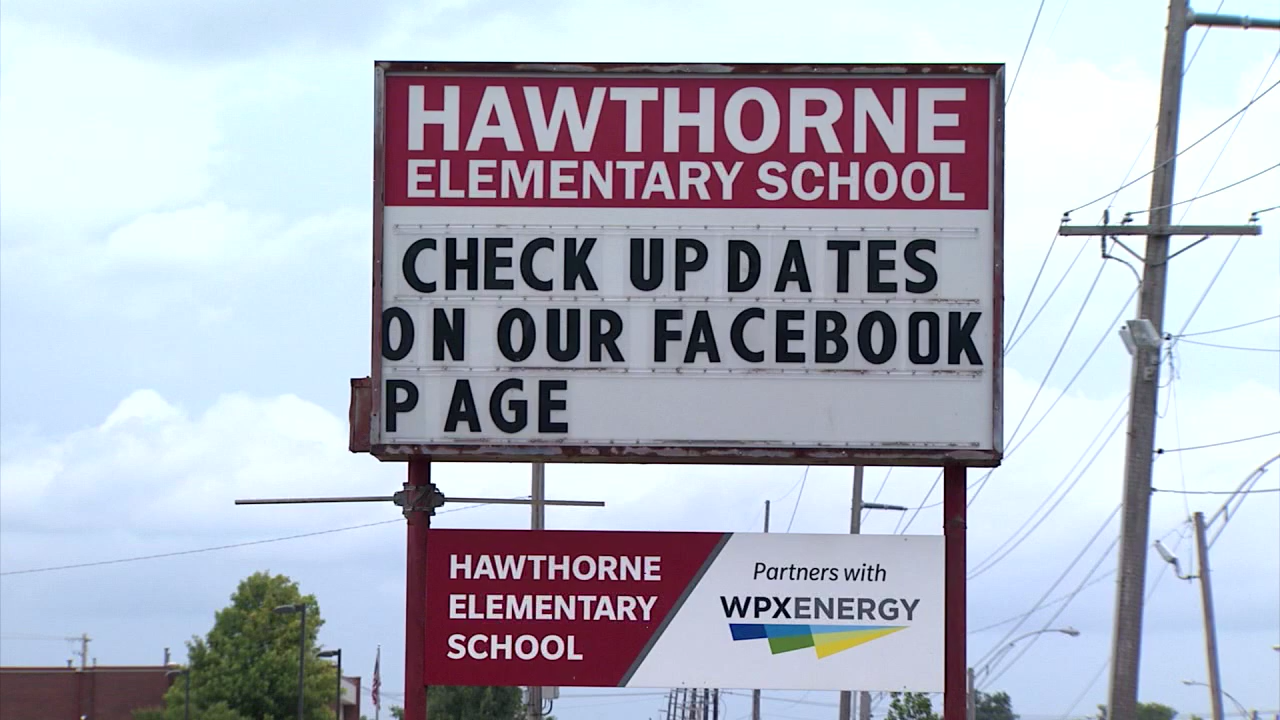 HAWTHORNE
ELEMENTARY SCHOOL
CHECK UPDATES
ON OUR FACEBOOK
PAGE
HAWTHORNE
ELEMENTARY
SCHOOL
Partners with
WPXENERGY